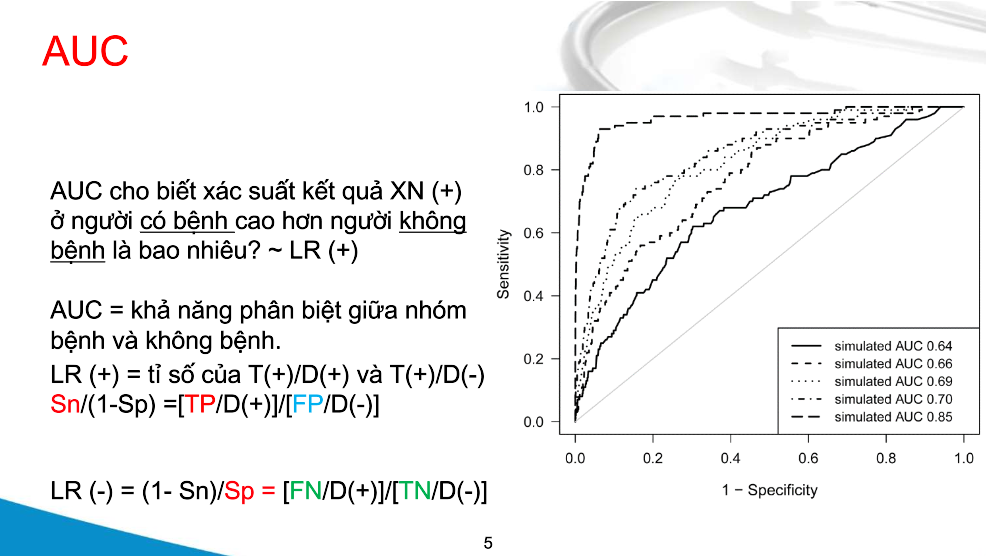 AUC
AUC cho biết xác suất kết quả XN (+)
ở người có bệnh cao hơn người không
bệnh là bao nhiêu? ~ LR (+)
AUC = khả năng phân biệt giữa nhóm
bệnh và không bệnh.
LR (+) = tỉ số của T(+)/D(+) và T(+)/D(-)
Sn/(1-Sp) =[TP/D(+)]/[FP/D(-)]
LR (-) = (1- Sn)/Sp = [FN/D(+)]/[TN/D(-)]
Sensitivity
1.0
0.8
0.6
0.4
0.2
0.0
simulated AUC 0.64
simulated AUC 0.66
simulated AUC 0.69
simulated AUC 0.70
simulated AUC 0.85
0.0 0.2 0.4 0.6 0.8 1.0
1 − Specificity
5